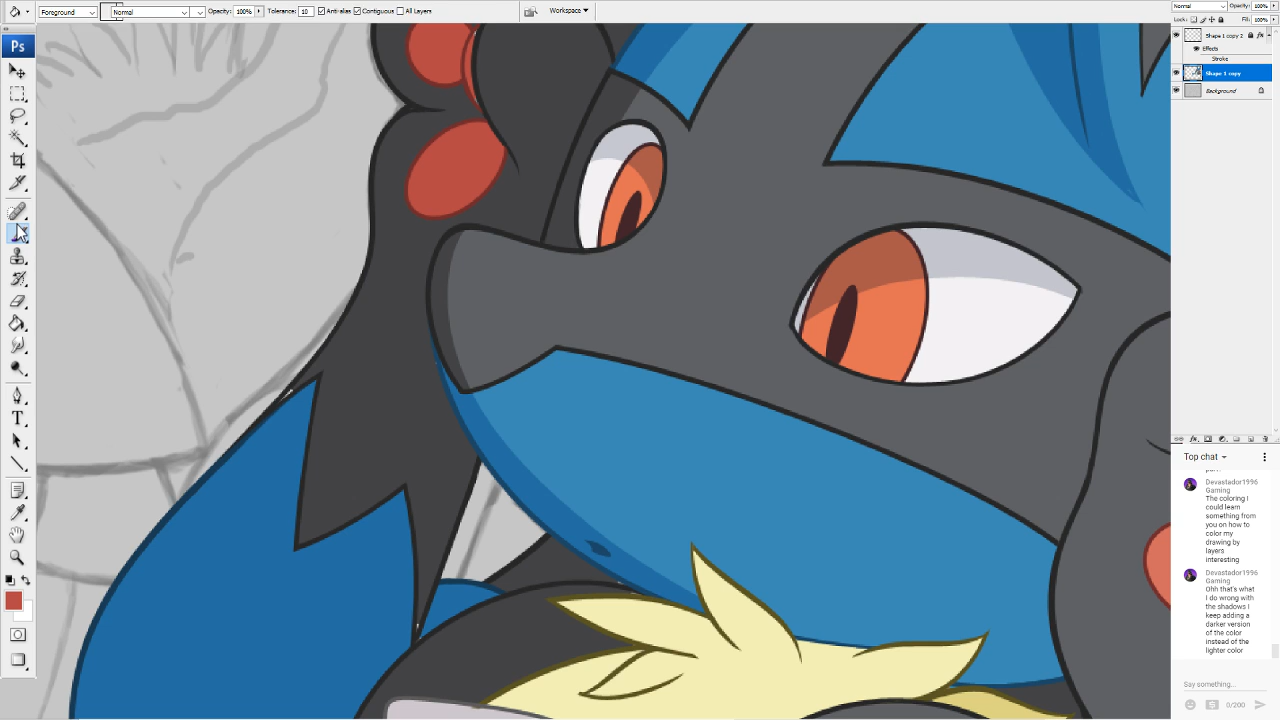 Foreground Normal Opacity: 100% Tolerance: 10 Anti-alias Contiguous All Layers Workspace
Normal Opacity: 100%
Lock: Fill: 100%
Ps
Shape 1 copy 2 fx
Effects
Stroke
Shape 1 copy
Background
T
fx
Top chat
Devastador1996
Gaming
The coloring I
could learn
something from
you on how to
color my
drawing by
layers
interesting
Devastador1996
Gaming
Ohh that's what
I do wrong with
the shadows I
keep adding a
darker version
of the color
instead of the
lighter color
Say something...
0/200